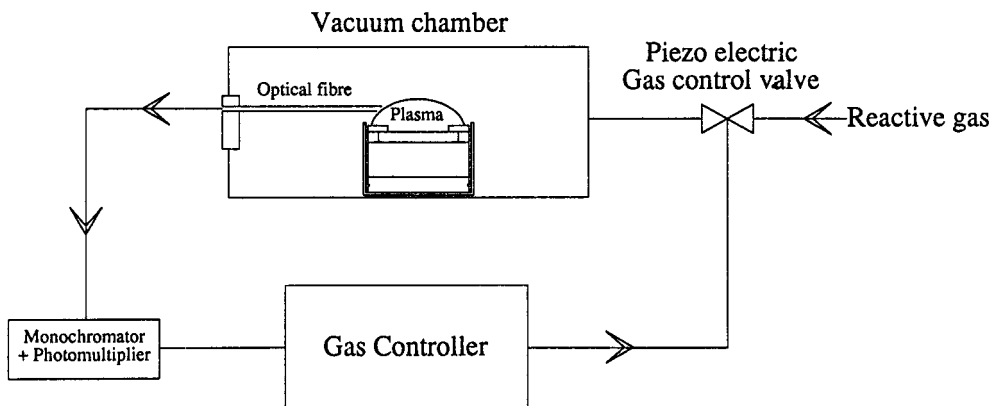 Vacuum chamber
Piezo electric
Gas control valve
Optical fibre
Plasma
Reactive gas
Monochromator
+ Photomultiplier
Gas Controller